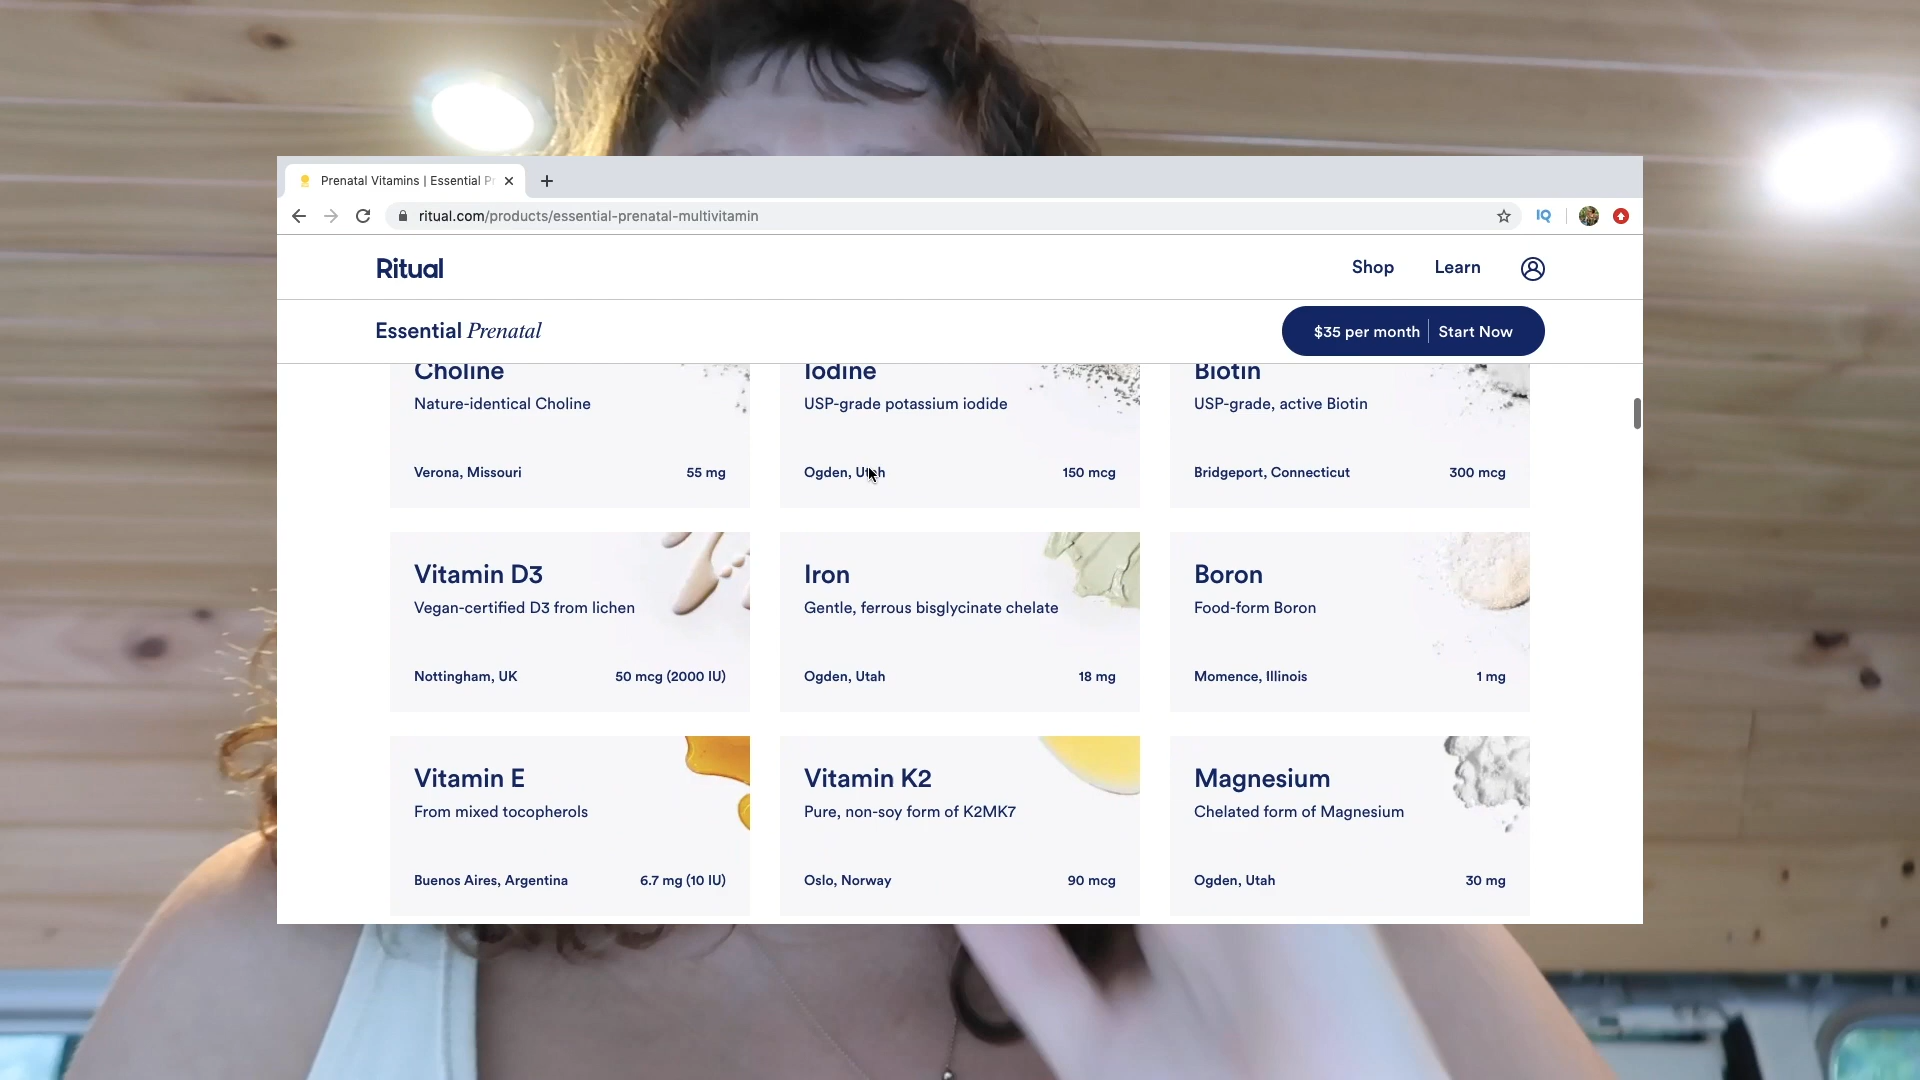 Prenatal Vitamins | Essential P
ritual.com/products/essential-prenatal-multivitamin
IQ
Ritual
Shop
Learn
Essential Prenatal
$35 per month | Start Now
Choline
Nature-identical Choline
Verona, Missouri
55 mg
Iodine
USP-grade potassium iodide
Ogden, Utah
150 mcg
Biotin
USP-grade, active Biotin
Bridgeport, Connecticut
300 mcg
Vitamin D3
Vegan-certified D3 from lichen
Nottingham, UK
50 mcg (2000 IU)
Iron
Gentle, ferrous bisglycinate chelate
Ogden, Utah
18 mg
Boron
Food-form Boron
Momence, Illinois
1 mg
Vitamin E
From mixed tocopherols
Buenos Aires, Argentina
6.7 mg (10 IU)
Vitamin K2
Pure, non-soy form of K2MK7
Oslo, Norway
90 mcg
Magnesium
Chelated form of Magnesium
Ogden, Utah
30 mg